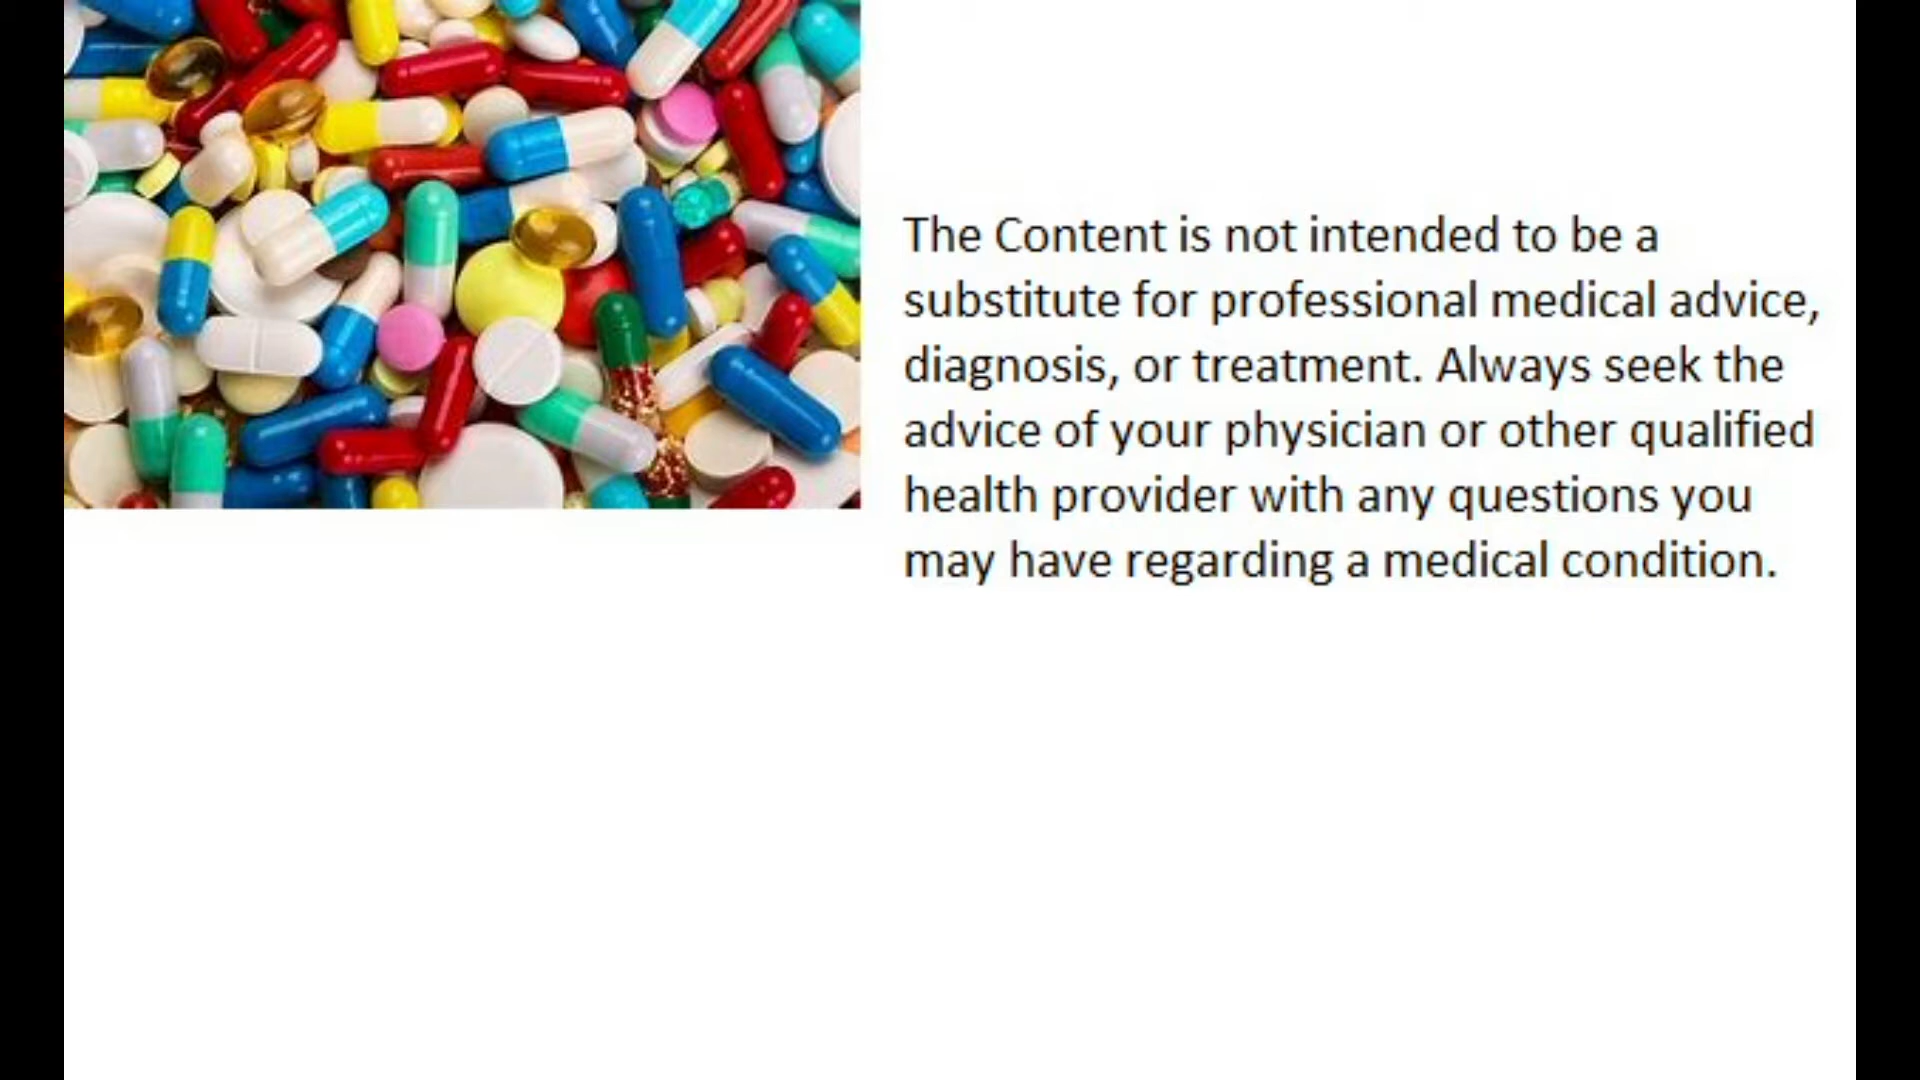 The Content is not intended to be a
substitute for professional medical advice,
diagnosis, or treatment. Always seek the
advice of your physician or other qualified
health provider with any questions you
may have regarding a medical condition.